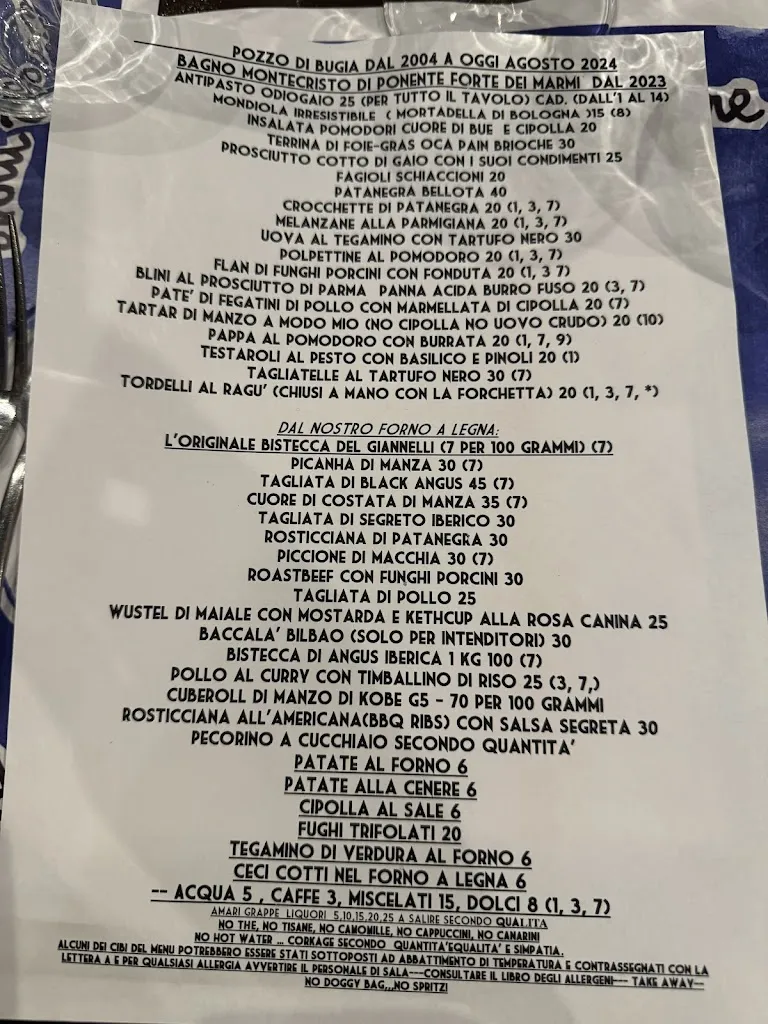 POZZO DI BUGIA DAL 2004 A OGGI AGOSTO 2024
BAGNO MONTECRISTO DI PONENTE FORTE DEI MARMI DAL 2023
ANTIPASTO ODIOGAIO 25 (PER TUTTO IL TAVOLO) CAD. (DALL'1 AL 14)
MONDIOLA IRRESISTIBILE ( MORTADELLA DI BOLOGNA )15 (8)
INSALATA POMODORI CUORE DI BUE E CIPOLLA 20
TERRINA DI FOIE-GRAS OCA PAIN BRIOCHE 30
PROSCIUTTO COTTO DI GAIO CON I SUOI CONDIMENTI 25
FAGIOLI SCHIACCIONI 20
PATANEGRA BELLOTA 40
CROCCHETTE DI PATANEGRA 20 (1, 3, 7)
MELANZANE ALLA PARMIGIANA 20 (1, 3, 7)
UOVA AL TEGAMINO CON TARTUFO NERO 30
POLPETTINE AL POMODORO 20 (1, 3, 7)
FLAN DI FUNGHI PORCINI CON FONDUTA 20 (1, 3 7)
BLINI AL PROSCIUTTO DI PARMA PANNA ACIDA BURRO FUSO 20 (3, 7)
PATE' DI FEGATINI DI POLLO CON MARMELLATA DI CIPOLLA 20 (7)
TARTAR DI MANZO A MODO MIO (NO CIPOLLA NO UOVO CRUDO) 20 (10)
PAPPA AL POMODORO CON BURRATA 20 (1, 7, 9)
TESTAROLI AL PESTO CON BASILICO E PINOLI 20 (1)
TAGLIATELLE AL TARTUFO NERO 30 (7)
TORDELLI AL RAGU' (CHIUSI A MANO CON LA FORCHETTA) 20 (1, 3, 7, *)
DAL NOSTRO FORNO A LEGNA:
L'ORIGINALE BISTECCA DEL GIANNELLI (7 PER 100 GRAMMI) (7)
PICANHA DI MANZA 30 (7)
TAGLIATA DI BLACK ANGUS 45 (7)
CUORE DI COSTATA DI MANZA 35 (7)
TAGLIATA DI SEGRETO IBERICO 30
ROSTICCIANA DI PATANEGRA 30
PICCIONE DI MACCHIA 30 (7)
ROASTBEEF CON FUNGHI PORCINI 30
TAGLIATA DI POLLO 25
WUSTEL DI MAIALE CON MOSTARDA E KETHCUP ALLA ROSA CANINA 25
BACCALA' BILBAO (SOLO PER INTENDITORI) 30
BISTECCA DI ANGUS IBERICA 1 KG 100 (7)
POLLO AL CURRY CON TIMBALLINO DI RISO 25 (3, 7,)
CUBEROLL DI MANZO DI KOBE G5 - 70 PER 100 GRAMMI
ROSTICCIANA ALL'AMERICANA(BBQ RIBS) CON SALSA SEGRETA 30
PECORINO A CUCCHIAIO SECONDO QUANTITA'
PATATE AL FORNO 6
PATATE ALLA CENERE 6
CIPOLLA AL SALE 6
FUGHI TRIFOLATI 20
TEGAMINO DI VERDURA AL FORNO 6
CECI COTTI NEL FORNO A LEGNA 6
-- ACQUA 5 , CAFFE 3, MISCELATI 15, DOLCI 8 (1, 3, 7)
AMARI GRAPPE LIQUORI 5,10,15,20,25 A SALIRE SECONDO QUALITA
NO THE, NO TISANE, NO CAMOMILLE, NO CAPPUCCINI, NO CANARINI
NO HOT WATER ... CORKAGE SECONDO QUANTITA'EQUALITA' E SIMPATIA.
ALCUNI DEI CIBI DEL MENU POTREBBERO ESSERE STATI SOTTOPOSTI AD ABBATTIMENTO DI TEMPERATURA E CONTRASSEGNATI CON LA
LETTERA A E PER QUALSIASI ALLERGIA AVVERTIRE IL PERSONALE DI SALA---CONSULTARE IL LIBRO DEGLI ALLERGENI--- TAKE AWAY--
NO DOGGY BAG,,,NO SPRITZ!